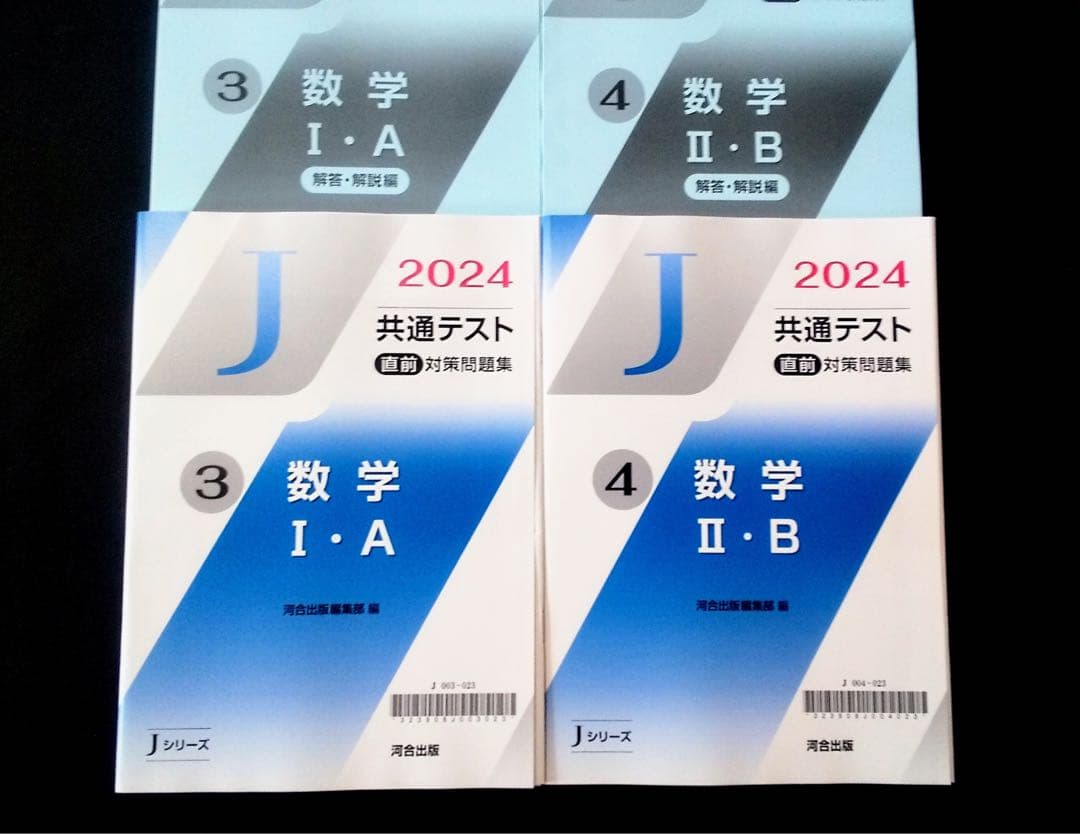 3
数学
I・A
解答・解説編
4
数学
II・B
解答・解説編
J
2024
共通テスト
直前 対策問題集
3
数学
I・A
河合出版編集部 編
J 003-023
323908J003023
Jシリーズ
河合出版
J
2024
共通テスト
直前 対策問題集
4
数学
II・B
河合出版編集部 編
J 004-023
323908J004023
Jシリーズ
河合出版